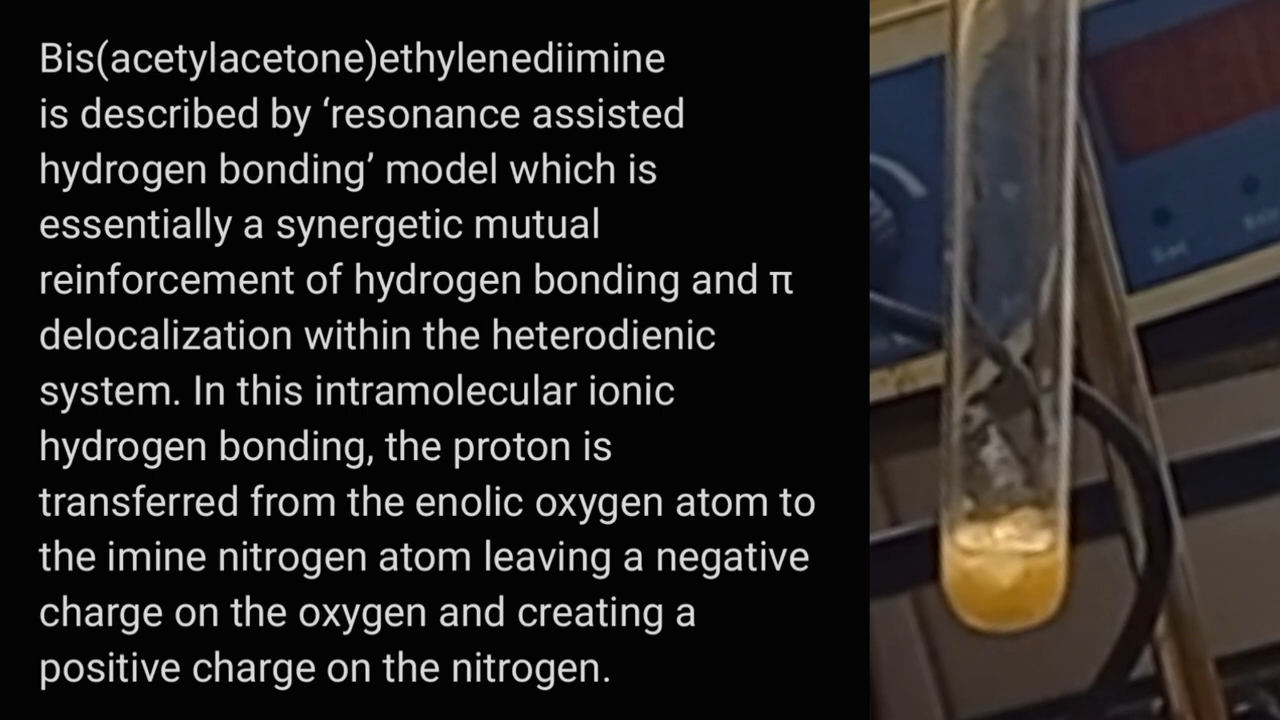 Bis(acetylacetone)ethylenediimine
is described by ‘resonance assisted
hydrogen bonding’ model which is
essentially a synergetic mutual
reinforcement of hydrogen bonding and π
delocalization within the heterodienic
system. In this intramolecular ionic
hydrogen bonding, the proton is
transferred from the enolic oxygen atom to
the imine nitrogen atom leaving a negative
charge on the oxygen and creating a
positive charge on the nitrogen.
Set